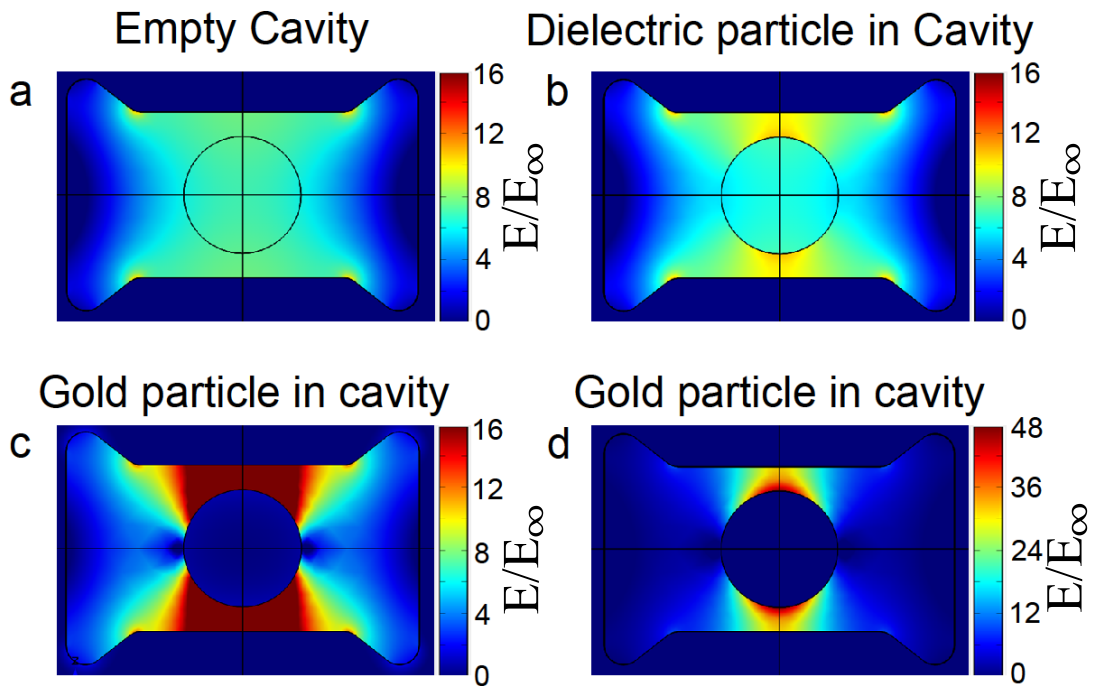 Empty Cavity
Dielectric particle in Cavity
a
16
12
8
4
0
E/E∞
b
16
12
8
4
0
E/E∞
Gold particle in cavity
Gold particle in cavity
c
16
12
8
4
0
E/E∞
z
d
48
36
24
12
0
E/E∞